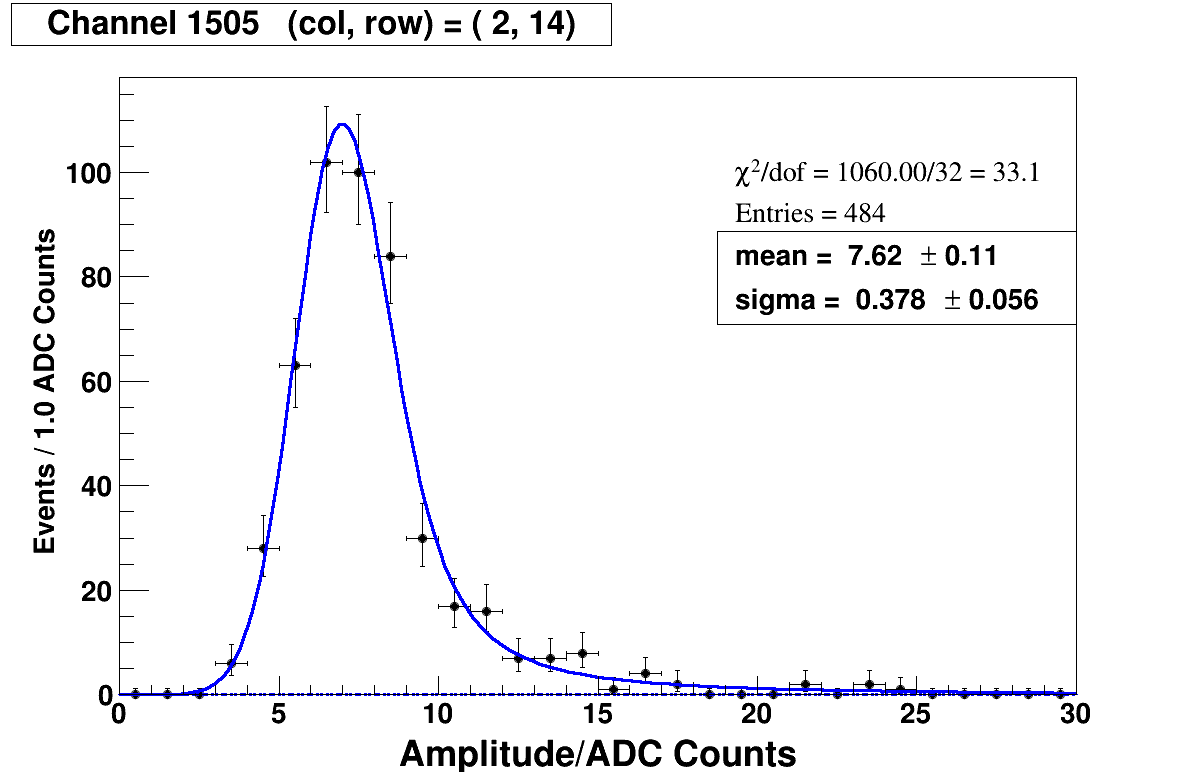 Channel 1505 (col, row) = ( 2, 14)
χ²/dof = 1060.00/32 = 33.1
Entries = 484
mean = 7.62 ± 0.11
sigma = 0.378 ± 0.056
Events / 1.0 ADC Counts
100
80
60
40
20
0
0 5 10 15 20 25 30
Amplitude/ADC Counts